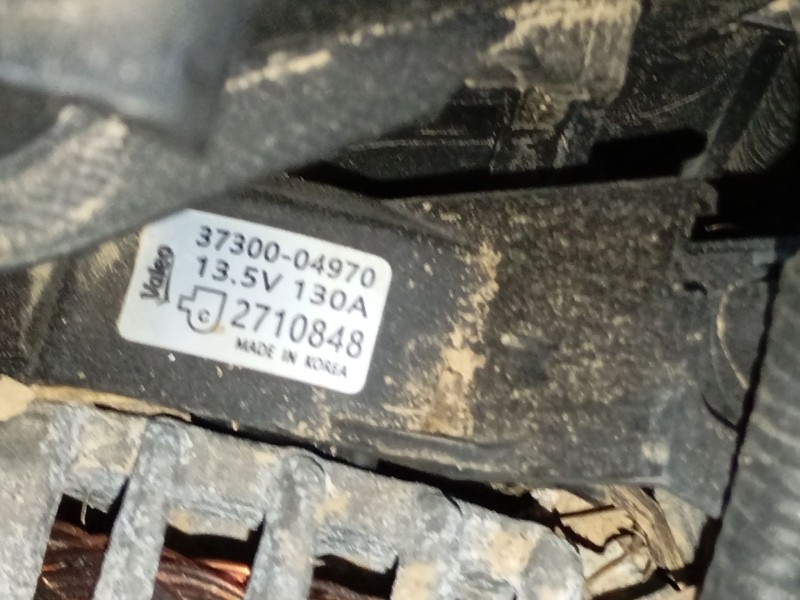 Valeo
37300-04970
13.5V 130A
C 2710848
MADE IN KOREA